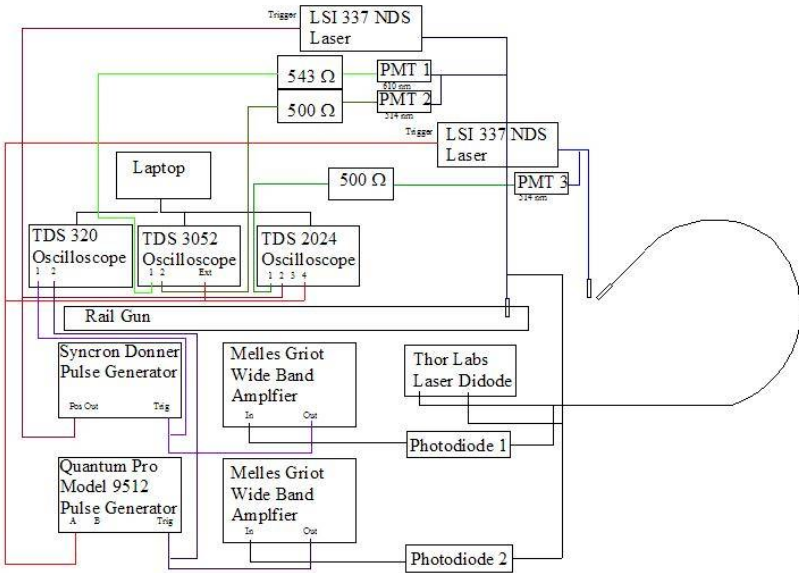 Trigger
LSI 337 NDS
Laser
543 Ω
PMT 1
610 nm
500 Ω
PMT 2
514 nm
Trigger
LSI 337 NDS
Laser
Laptop
500 Ω
PMT 3
514 nm
TDS 320
Oscilloscope
1 2
TDS 3052
Oscilloscope
1 2 Ext
TDS 2024
Oscilloscope
1 2 3 4
Rail Gun
Syncron Donner
Pulse Generator
Pos Out Trig
Melles Griot
Wide Band
Amplfier
In Out
Thor Labs
Laser Didode
Photodiode 1
Quantum Pro
Model 9512
Pulse Generator
A B Trig
Melles Griot
Wide Band
Amplfier
In Out
Photodiode 2